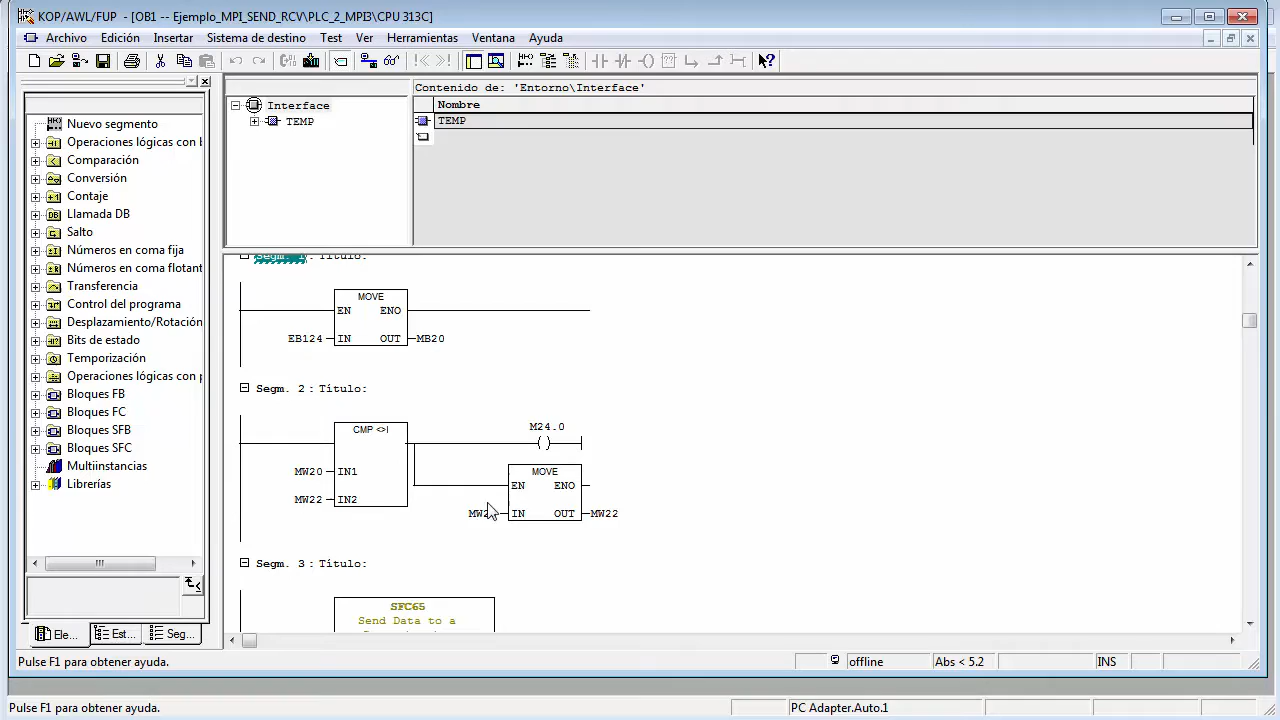 KOP/AWL/FUP - [OB1 -- Ejemplo_MPI_SEND_RCV\PLC_2_MPI3\CPU 313C]
Archivo Edición Insertar Sistema de destino Test Ver Herramientas Ventana Ayuda
Contenido de: 'Entorno\Interface'
Interface
TEMP
Nombre
TEMP
Nuevo segmento
Operaciones lógicas con
Comparación
Conversión
Contaje
Llamada DB
Salto
Números en coma fija
Números en coma flotant
Transferencia
Control del programa
Desplazamiento/Rotación
Bits de estado
Temporización
Operaciones lógicas con
Bloques FB
Bloques FC
Bloques SFB
Bloques SFC
Multiinstancias
Librerías
Ele... Est... Seg...
Segm. 1 : Título:
MOVE
EN ENO
EB124 IN OUT MB20
Segm. 2 : Título:
M24.0
CMP <>I
MW20 IN1
MW22 IN2
MOVE
EN ENO
IN OUT MW22
Segm. 3 : Título:
SFC65
Send Data to a
Pulse F1 para obtener ayuda. offline Abs < 5.2 INS
Pulse F1 para obtener ayuda. PC Adapter.Auto.1